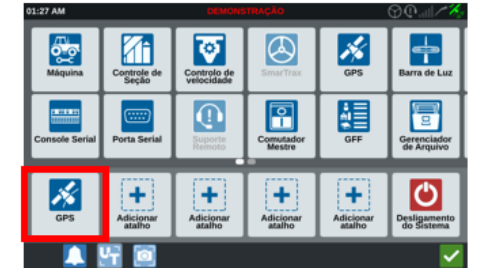 01:27 AM DEMONSTRAÇÃO
Máquina Controle de Seção Controlo de velocidade SmarTrax GPS Barra de Luz
Console Serial Porta Serial Suporte Remoto Comutador Mestre GFF Gerenciador de Arquivo
GPS Adicionar atalho Adicionar atalho Adicionar atalho Adicionar atalho Desligamento do Sistema
UT